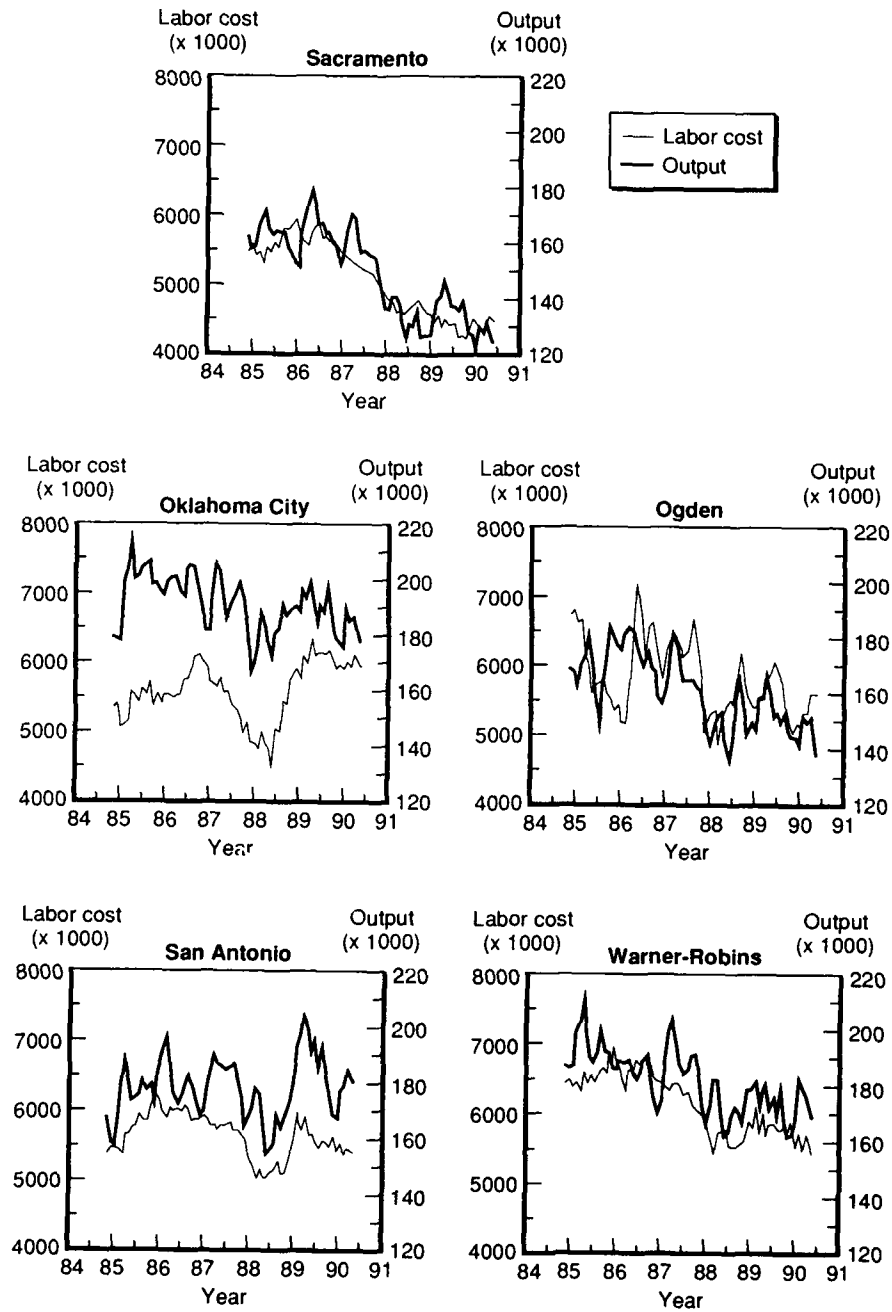 Labor cost Output
(x 1000) (x 1000)
Sacramento
8000 220
200
7000
180
6000
160
5000
140
4000 120
84 85 86 87 88 89 90 91
Year
Labor cost
Output
Labor cost Output
(x 1000) (x 1000)
Oklahoma City
8000 220
200
7000
180
6000
160
5000
140
4000 120
84 85 86 87 88 89 90 91
Year
Labor cost Output
(x 1000) (x 1000)
Ogden
8000 220
200
7000
180
6000
160
5000
140
4000 120
84 85 86 87 88 89 90 91
Year
Labor cost Output
(x 1000) (x 1000)
San Antonio
8000 220
200
7000
180
6000
160
5000
140
4000 120
84 85 86 87 88 89 90 91
Year
Labor cost Output
(x 1000) (x 1000)
Warner-Robins
8000 220
200
7000
180
6000
160
5000
140
4000 120
84 85 86 87 88 89 90 91
Year